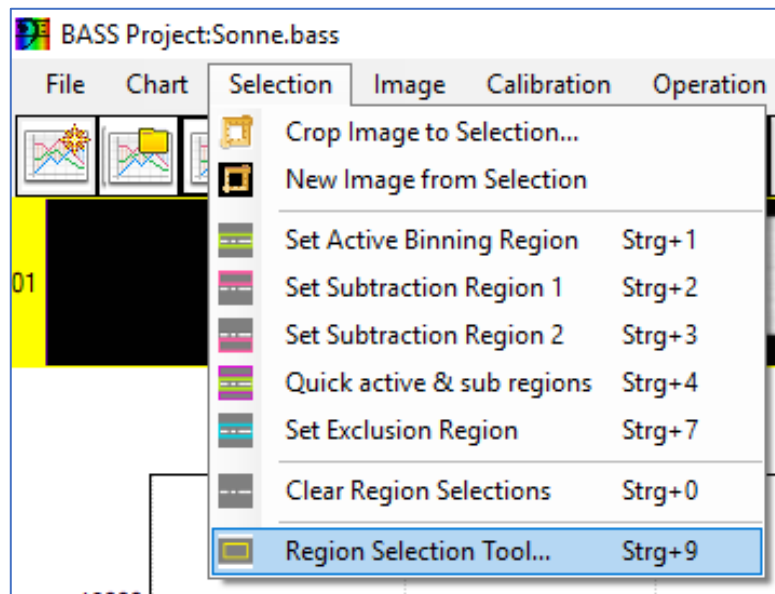 BASS Project:Sonne.bass
File Chart Selection Image Calibration Operation
Crop Image to Selection...
New Image from Selection
Set Active Binning Region Strg+1
01
Set Subtraction Region 1 Strg+2
Set Subtraction Region 2 Strg+3
Quick active & sub regions Strg+4
Set Exclusion Region Strg+7
Clear Region Selections Strg+0
Region Selection Tool... Strg+9